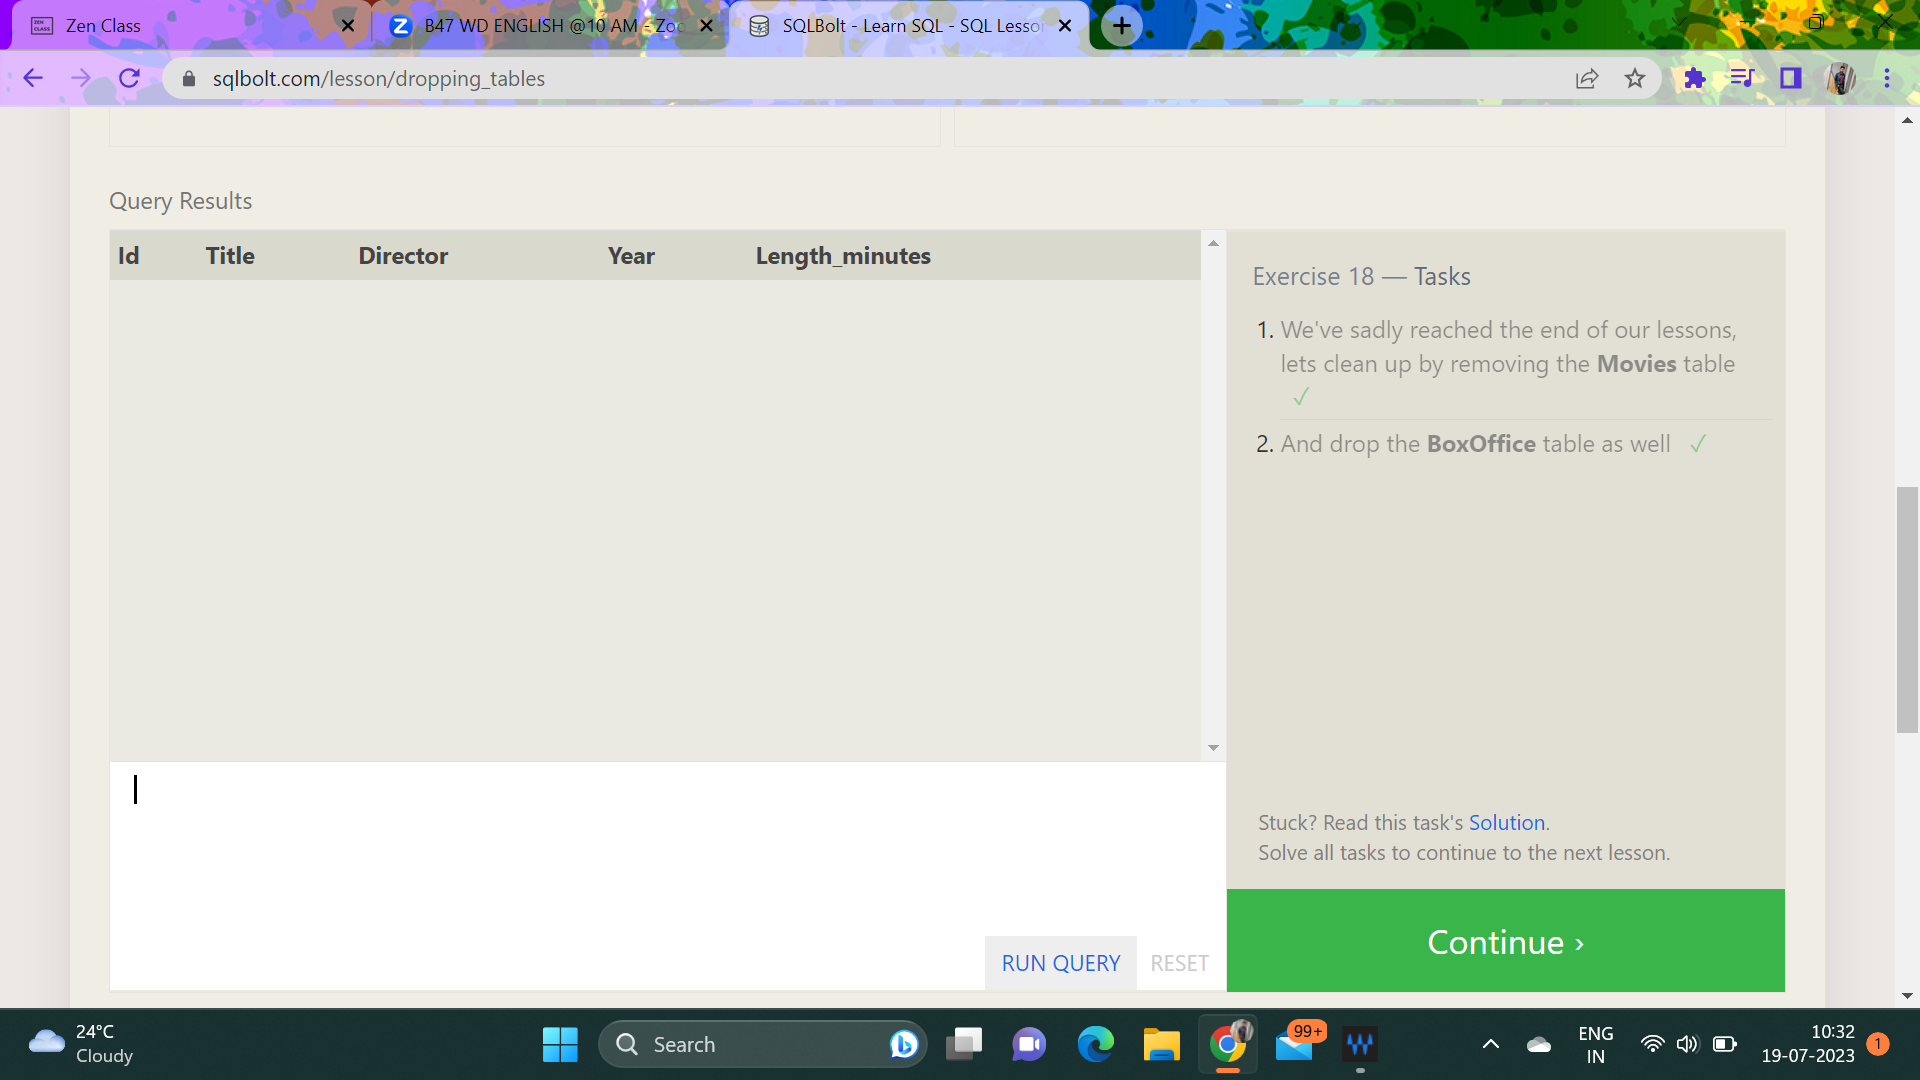 Zen Class
B47 WD ENGLISH @10 AM - Zoo
SQLBolt - Learn SQL - SQL Lesson
sqlbolt.com/lesson/dropping_tables
Query Results
Id Title Director Year Length_minutes
Exercise 18 — Tasks
1. We've sadly reached the end of our lessons,
lets clean up by removing the Movies table
✓
2. And drop the BoxOffice table as well ✓
Stuck? Read this task's Solution.
Solve all tasks to continue to the next lesson.
RUN QUERY RESET
Continue ›
24°C
Cloudy
Search
99+
ENG
IN
10:32
19-07-2023
1